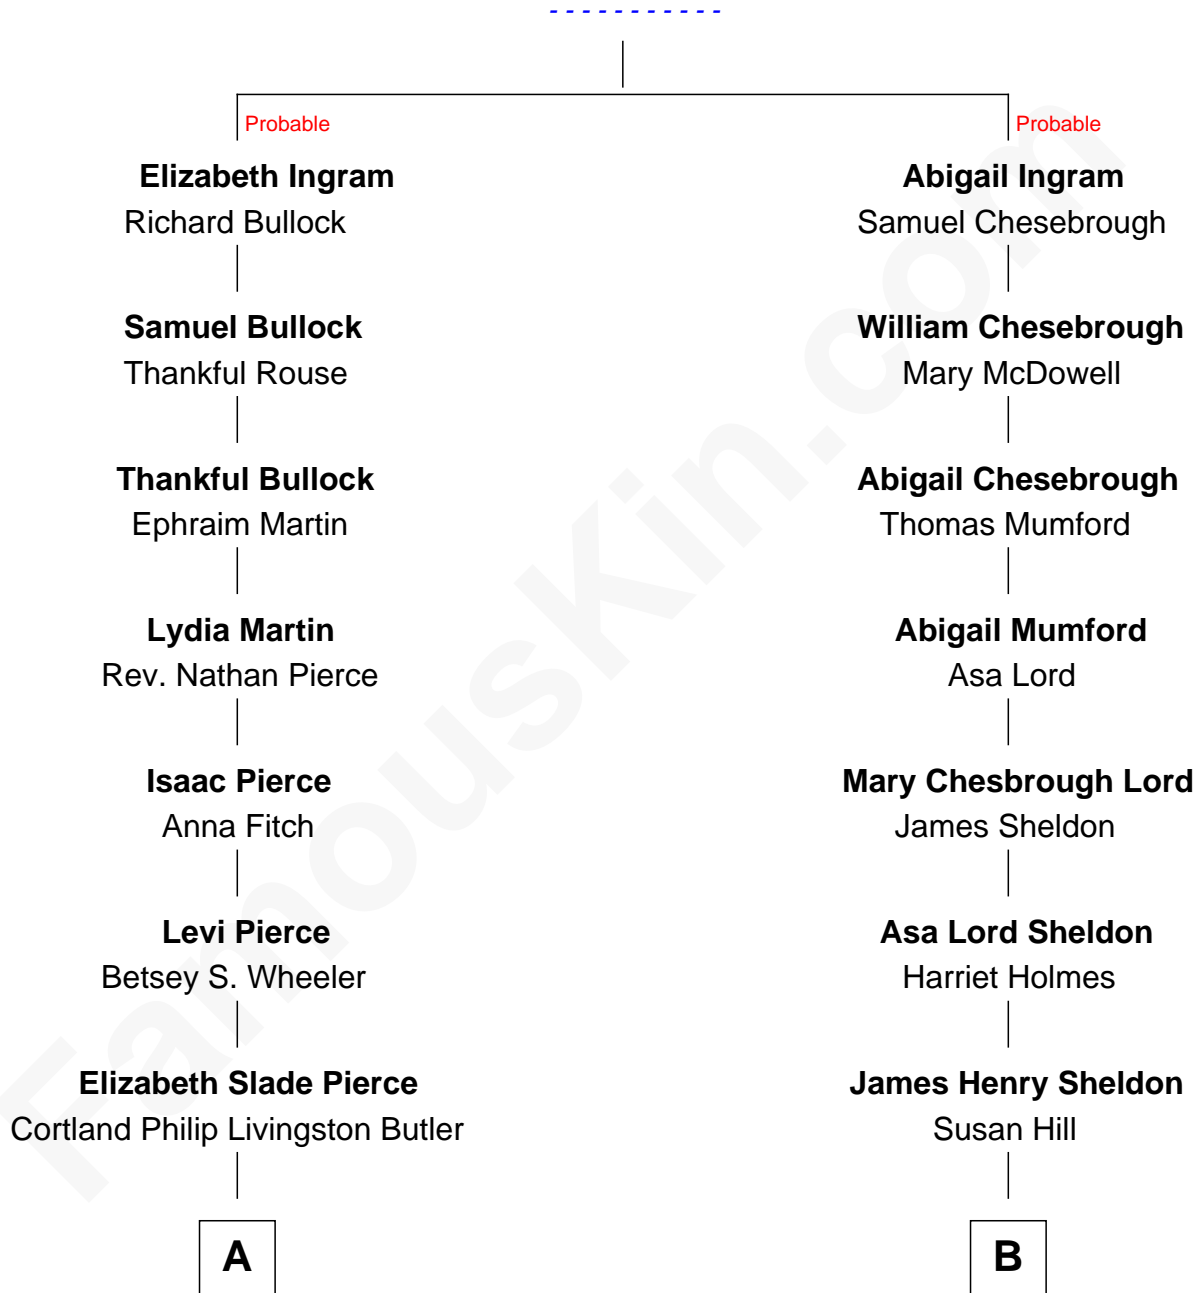 - - - - - - - - - - -
Probable
Probable
Elizabeth Ingram
Richard Bullock
Abigail Ingram
Samuel Chesebrough
Samuel Bullock
Thankful Rouse
William Chesebrough
Mary McDowell
Thankful Bullock
Ephraim Martin
Abigail Chesebrough
Thomas Mumford
Lydia Martin
Rev. Nathan Pierce
Abigail Mumford
Asa Lord
Isaac Pierce
Anna Fitch
Mary Chesbrough Lord
James Sheldon
Levi Pierce
Betsey S. Wheeler
Asa Lord Sheldon
Harriet Holmes
Elizabeth Slade Pierce
Cortland Philip Livingston Butler
James Henry Sheldon
Susan Hill
A
B
FamousKin.com